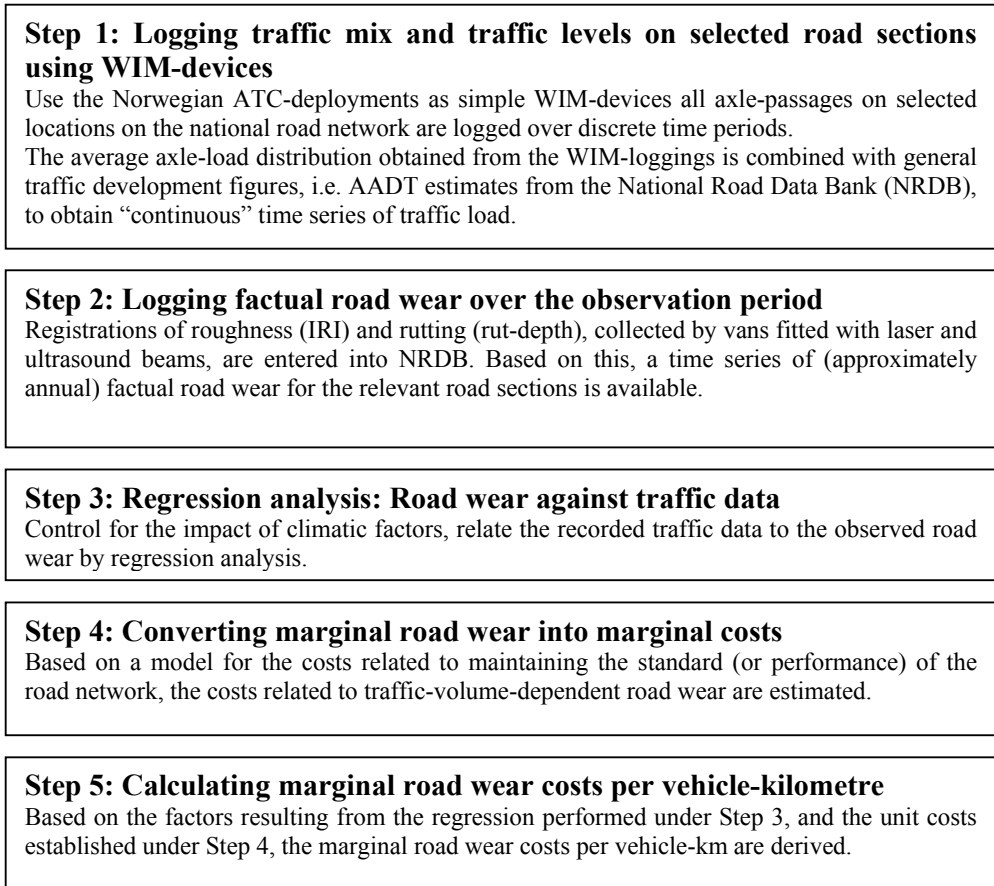 Step 1: Logging traffic mix and traffic levels on selected road sections
using WIM-devices
Use the Norwegian ATC-deployments as simple WIM-devices all axle-passages on selected
locations on the national road network are logged over discrete time periods.
The average axle-load distribution obtained from the WIM-loggings is combined with general
traffic development figures, i.e. AADT estimates from the National Road Data Bank (NRDB),
to obtain “continuous” time series of traffic load.
Step 2: Logging factual road wear over the observation period
Registrations of roughness (IRI) and rutting (rut-depth), collected by vans fitted with laser and
ultrasound beams, are entered into NRDB. Based on this, a time series of (approximately
annual) factual road wear for the relevant road sections is available.
Step 3: Regression analysis: Road wear against traffic data
Control for the impact of climatic factors, relate the recorded traffic data to the observed road
wear by regression analysis.
Step 4: Converting marginal road wear into marginal costs
Based on a model for the costs related to maintaining the standard (or performance) of the
road network, the costs related to traffic-volume-dependent road wear are estimated.
Step 5: Calculating marginal road wear costs per vehicle-kilometre
Based on the factors resulting from the regression performed under Step 3, and the unit costs
established under Step 4, the marginal road wear costs per vehicle-km are derived.